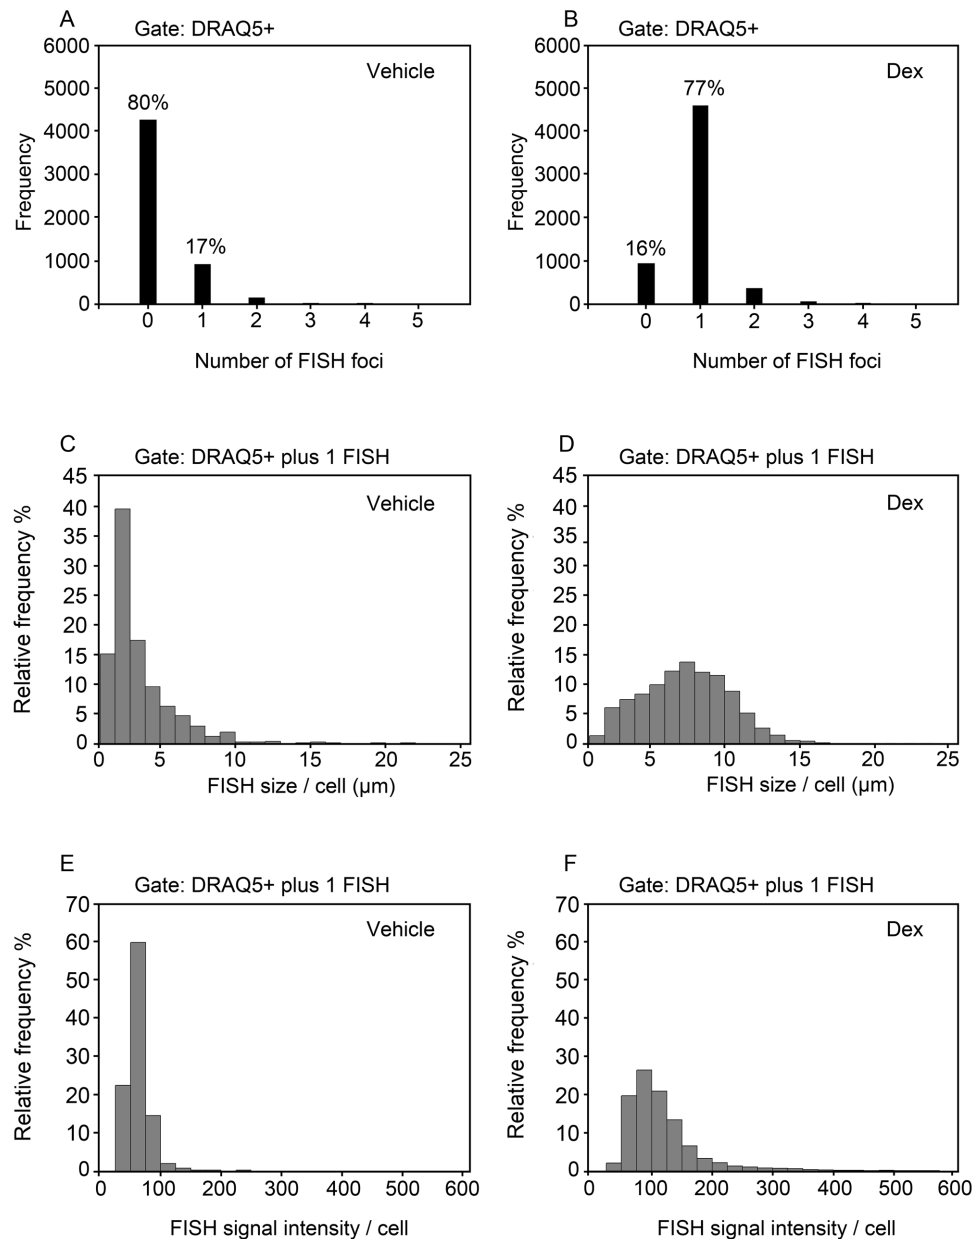 A
Gate: DRAQ5+
Vehicle
6000
5000
4000
3000
2000
1000
0
80%
17%
Frequency
0 1 2 3 4 5
Number of FISH foci
B
Gate: DRAQ5+
Dex
6000
5000
4000
3000
2000
1000
0
16%
77%
Frequency
0 1 2 3 4 5
Number of FISH foci
C
Gate: DRAQ5+ plus 1 FISH
Vehicle
45
40
35
30
25
20
15
10
5
0
Relative frequency %
0 5 10 15 20 25
FISH size / cell (µm)
D
Gate: DRAQ5+ plus 1 FISH
Dex
45
40
35
30
25
20
15
10
5
0
Relative frequency %
0 5 10 15 20 25
FISH size / cell (µm)
E
Gate: DRAQ5+ plus 1 FISH
Vehicle
70
60
50
40
30
20
10
0
Relative frequency %
0 100 200 300 400 500 600
FISH signal intensity / cell
F
Gate: DRAQ5+ plus 1 FISH
Dex
70
60
50
40
30
20
10
0
Relative frequency %
0 100 200 300 400 500 600
FISH signal intensity / cell